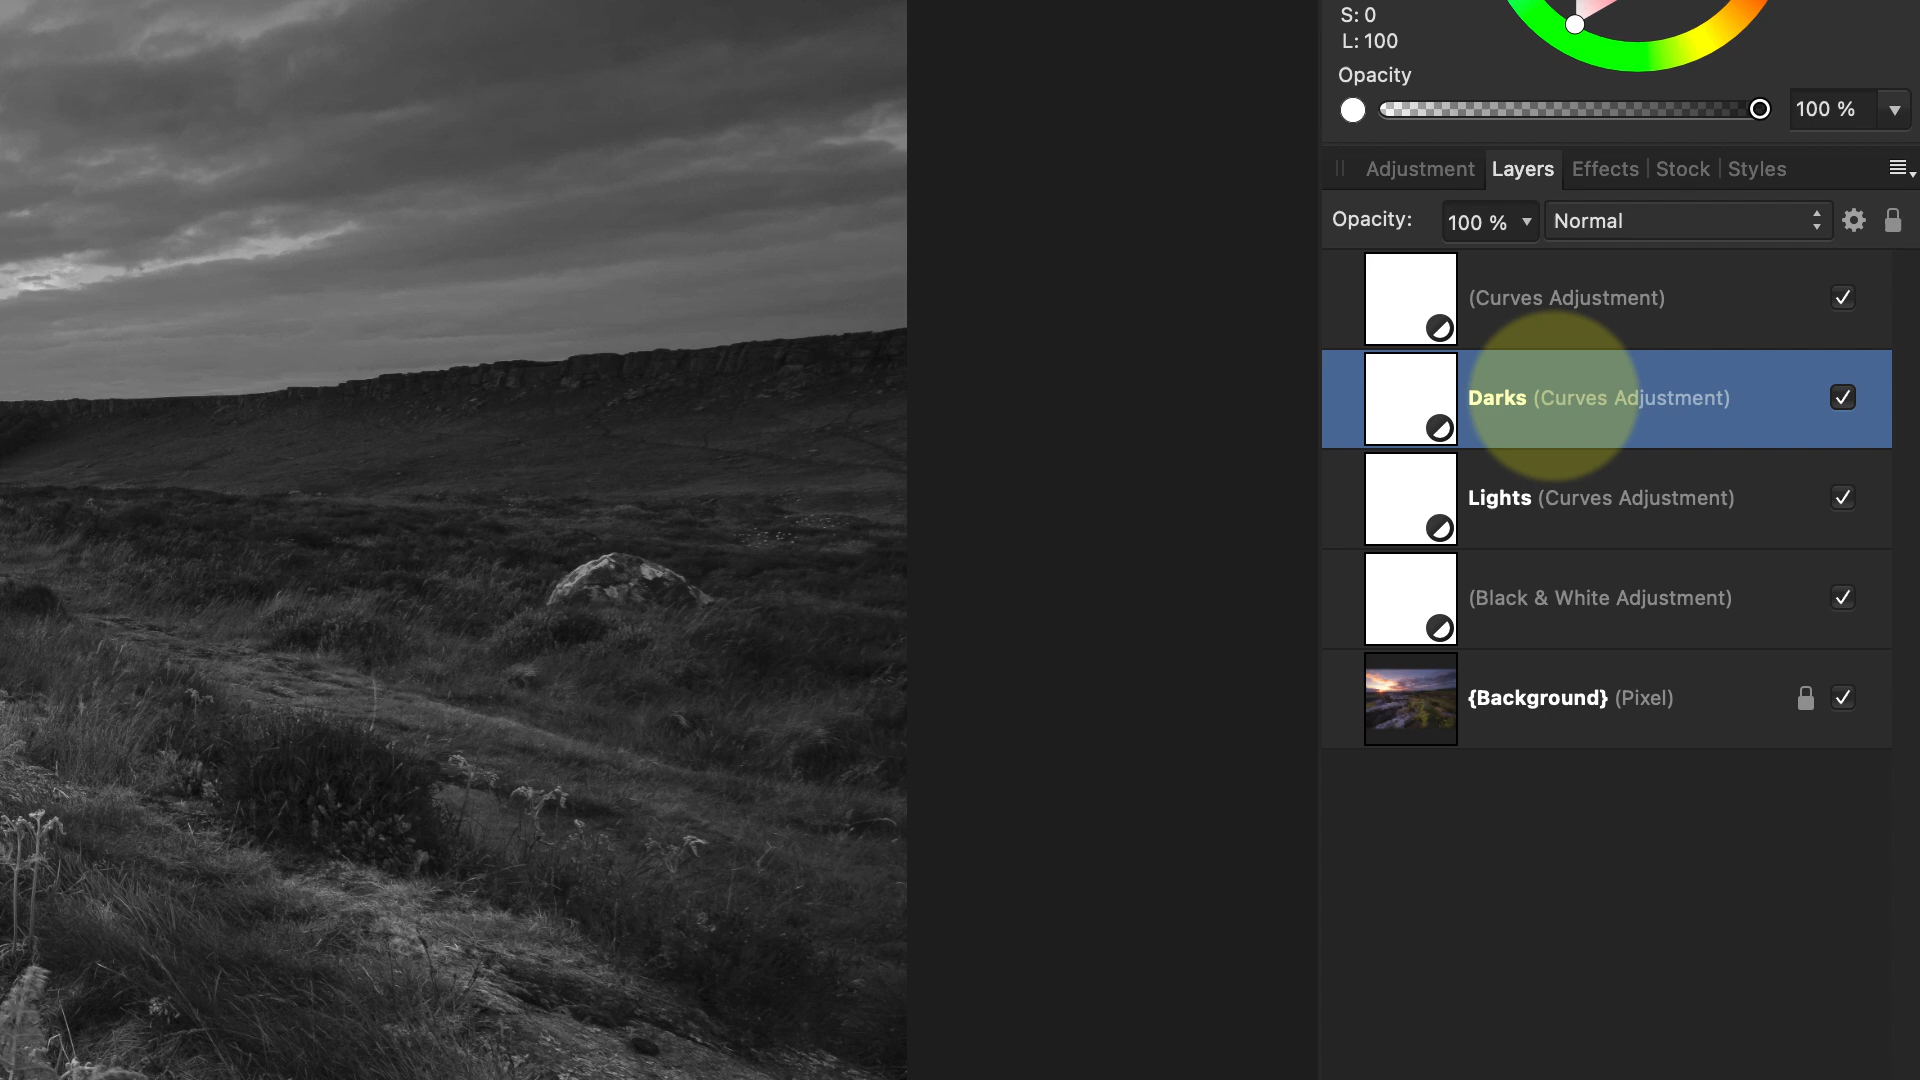 S: 0
L: 100
Opacity
100 %
Adjustment Layers Effects Stock Styles
Opacity: 100 % Normal
(Curves Adjustment)
Darks (Curves Adjustment)
Lights (Curves Adjustment)
(Black & White Adjustment)
{Background} (Pixel)